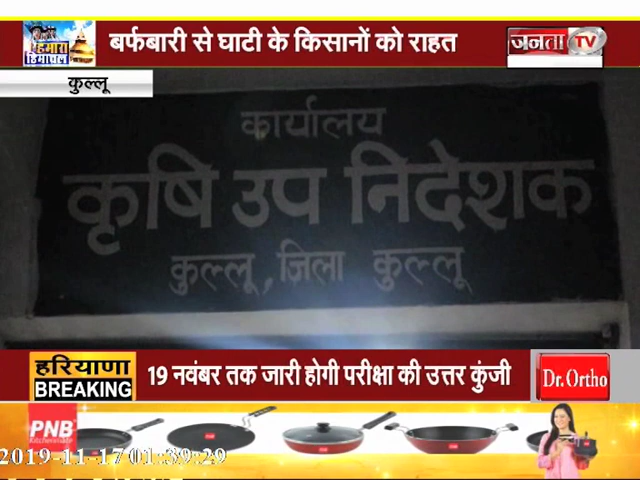 हमारा
हिमाचल
बर्फबारी से घाटी के किसानों को राहत
जनता TV
कुल्लू
कार्यालय
कृषि उप निदेशक
कुल्लू, ज़िला कुल्लू
हरियाणा
BREAKING
19 नवंबर तक जारी होगी परीक्षा की उत्तर कुंजी
Dr. Ortho
PNB
Kitchenmate
2019-11-17 01:39:29